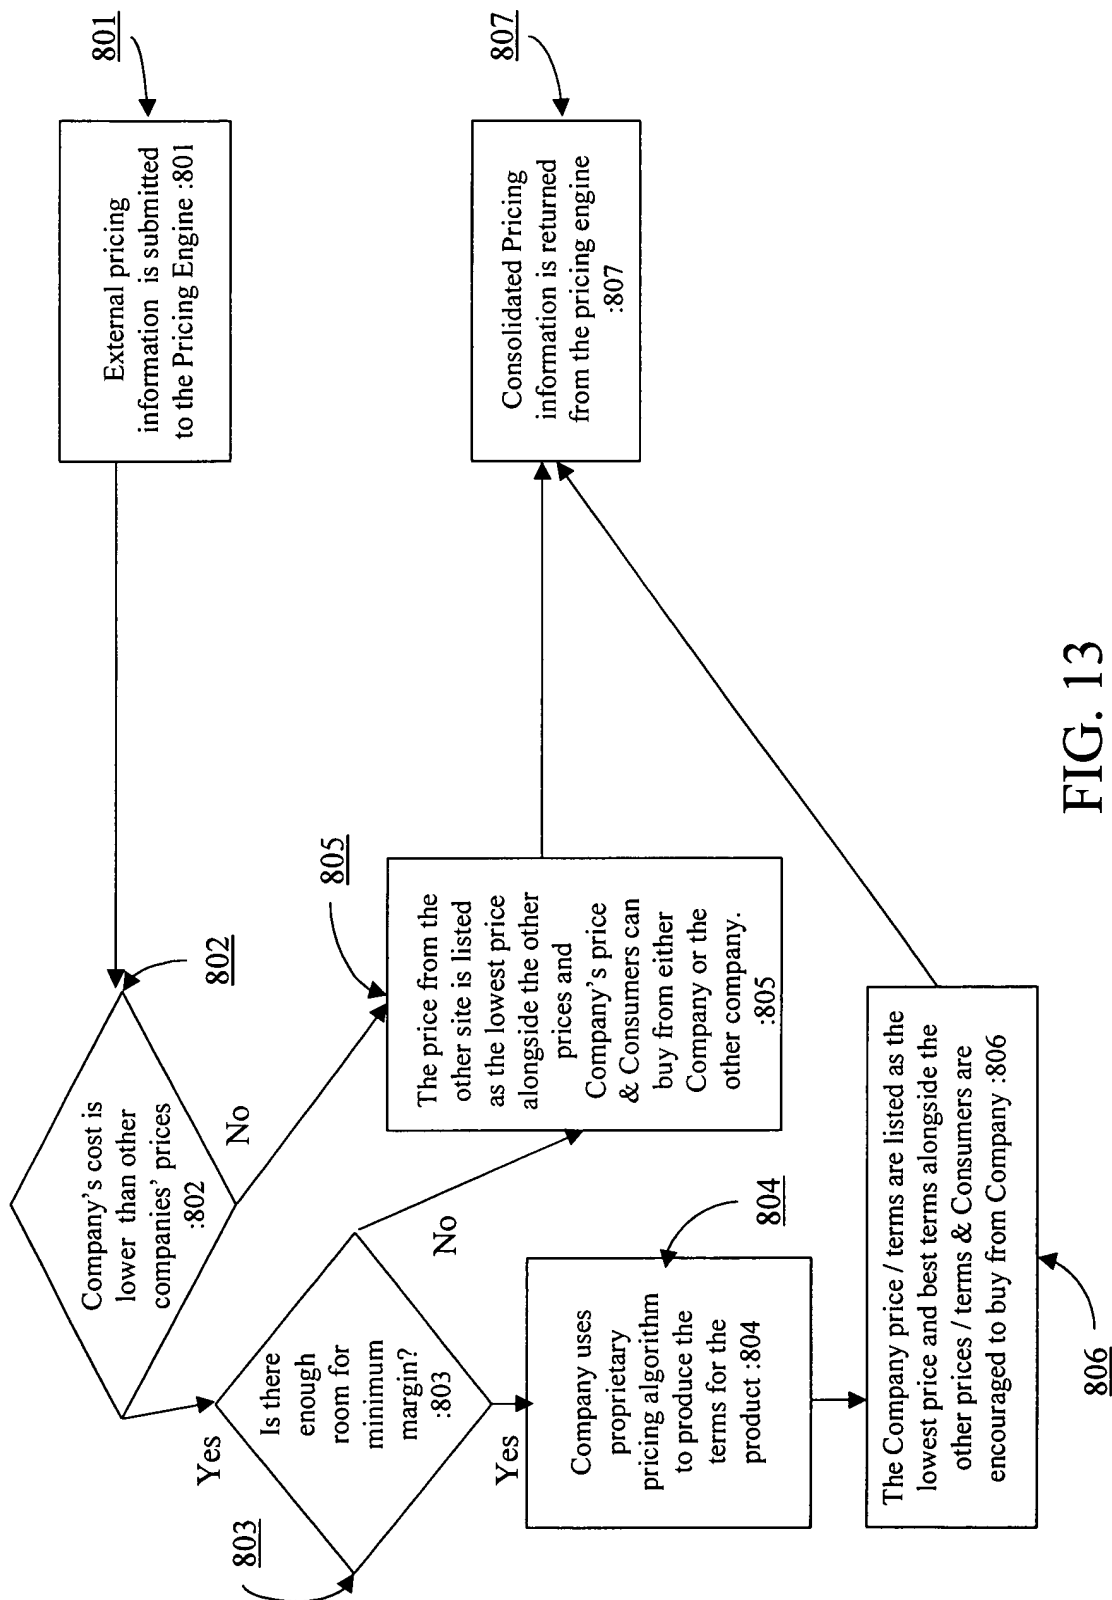 801
External pricing
information is submitted
to the Pricing Engine :801
802
Company's cost is
lower than other
companies' prices
:802
No
Yes
803
Is there
enough
room for
minimum
margin?
:803
No
Yes
804
Company uses
proprietary
pricing algorithm
to produce the
terms for the
product :804
805
The price from the
other site is listed
as the lowest price
alongside the other
prices and
Company's price
& Consumers can
buy from either
Company or the
other company.
:805
806
The Company price / terms are listed as the
lowest price and best terms alongside the
other prices / terms & Consumers are
encouraged to buy from Company :806
807
Consolidated Pricing
information is returned
from the pricing engine
:807
FIG. 13